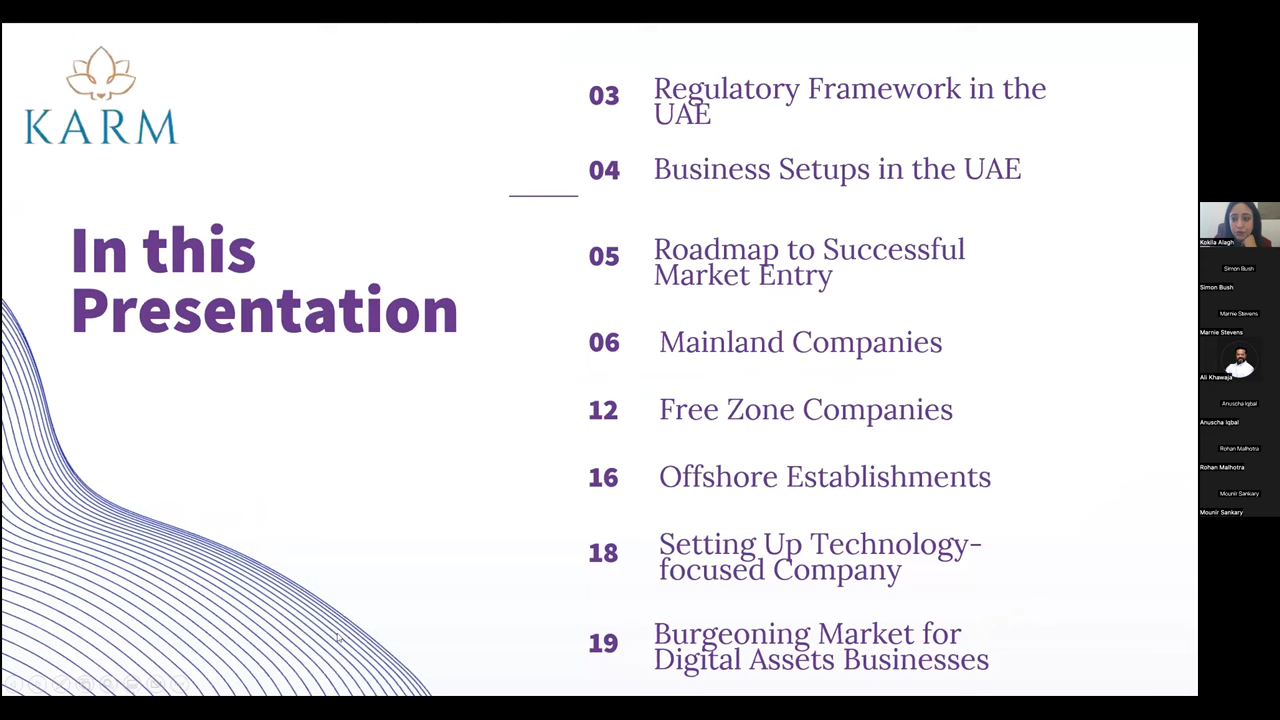 KARM
In this
Presentation
03 Regulatory Framework in the
UAE
04 Business Setups in the UAE
05 Roadmap to Successful
Market Entry
06 Mainland Companies
12 Free Zone Companies
16 Offshore Establishments
18 Setting Up Technology-
focused Company
19 Burgeoning Market for
Digital Assets Businesses
Kokila Alagh
Simon Bush
Simon Bush
Marnie Stevens
Marnie Stevens
Ali Khawaja
Anuscha Iqbal
Anuscha Iqbal
Rohan Malhotra
Rohan Malhotra
Mounir Sankary
Mounir Sankary